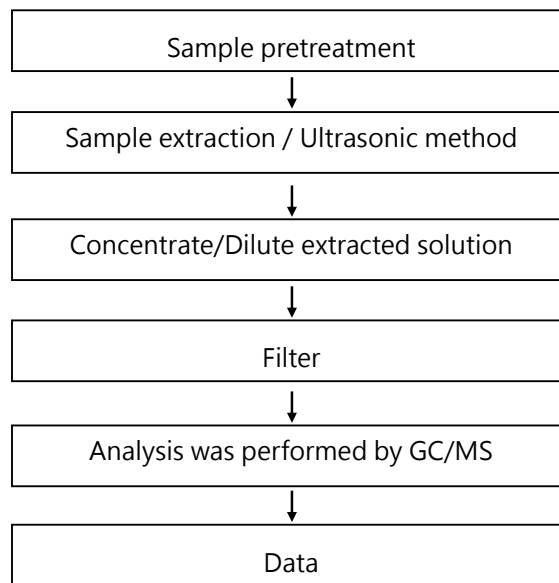 Sample pretreatment
Sample extraction / Ultrasonic method
Concentrate/Dilute extracted solution
Filter
Analysis was performed by GC/MS
Data